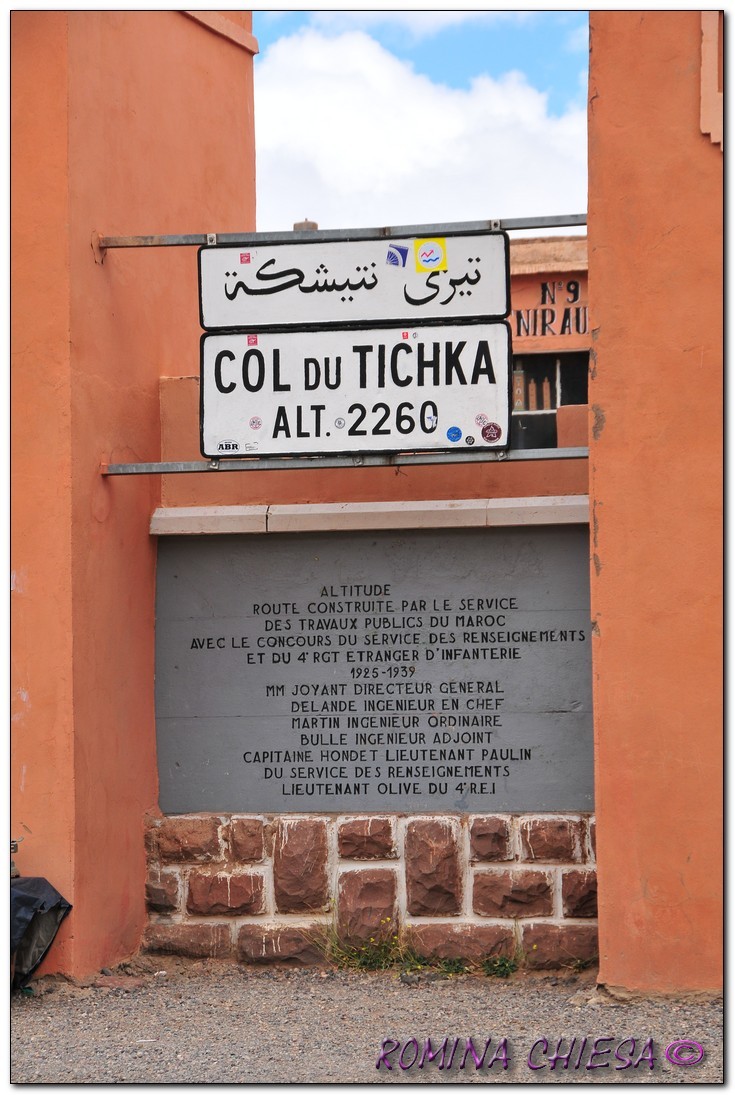 تيزي نتيشكة
COL DU TICHKA
ALT. 2260
ABR
N°9
NIRAU
ALTITUDE
ROUTE CONSTRUITE PAR LE SERVICE
DES TRAVAUX PUBLICS DU MAROC
AVEC LE CONCOURS DU SERVICE DES RENSEIGNEMENTS
ET DU 4ᵉ RGT ETRANGER D'INFANTERIE
1925-1939
MM JOYANT DIRECTEUR GENERAL
DELANDE INGENIEUR EN CHEF
MARTIN INGENIEUR ORDINAIRE
BULLE INGENIEUR ADJOINT
CAPITAINE HONDET LIEUTENANT PAULIN
DU SERVICE DES RENSEIGNEMENTS
LIEUTENANT OLIVE DU 4ᵉ R.E.I
ROMINA CHIESA ©